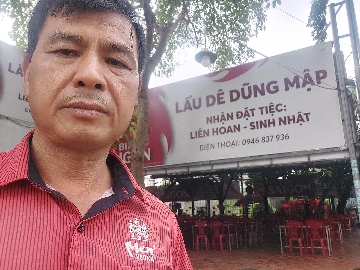 LẨU DÊ DŨNG MẬP
NHẬN ĐẶT TIỆC:
LIÊN HOAN - SINH NHẬT
ĐIỆN THOẠI: 0946 837 936